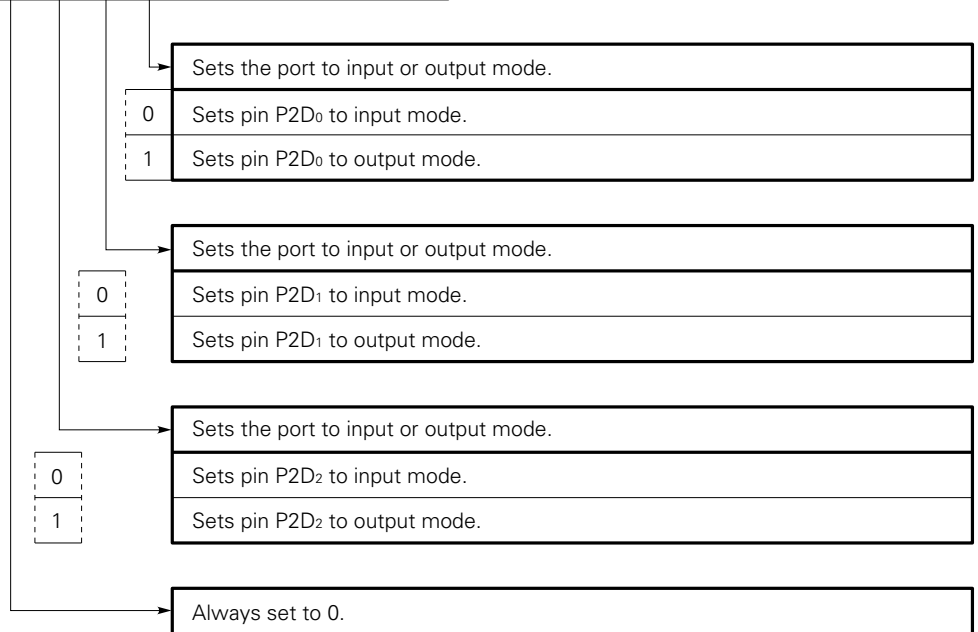 Sets the port to input or output mode.
0 Sets pin P2D₀ to input mode.
1 Sets pin P2D₀ to output mode.
Sets the port to input or output mode.
0 Sets pin P2D₁ to input mode.
1 Sets pin P2D₁ to output mode.
Sets the port to input or output mode.
0 Sets pin P2D₂ to input mode.
1 Sets pin P2D₂ to output mode.
Always set to 0.